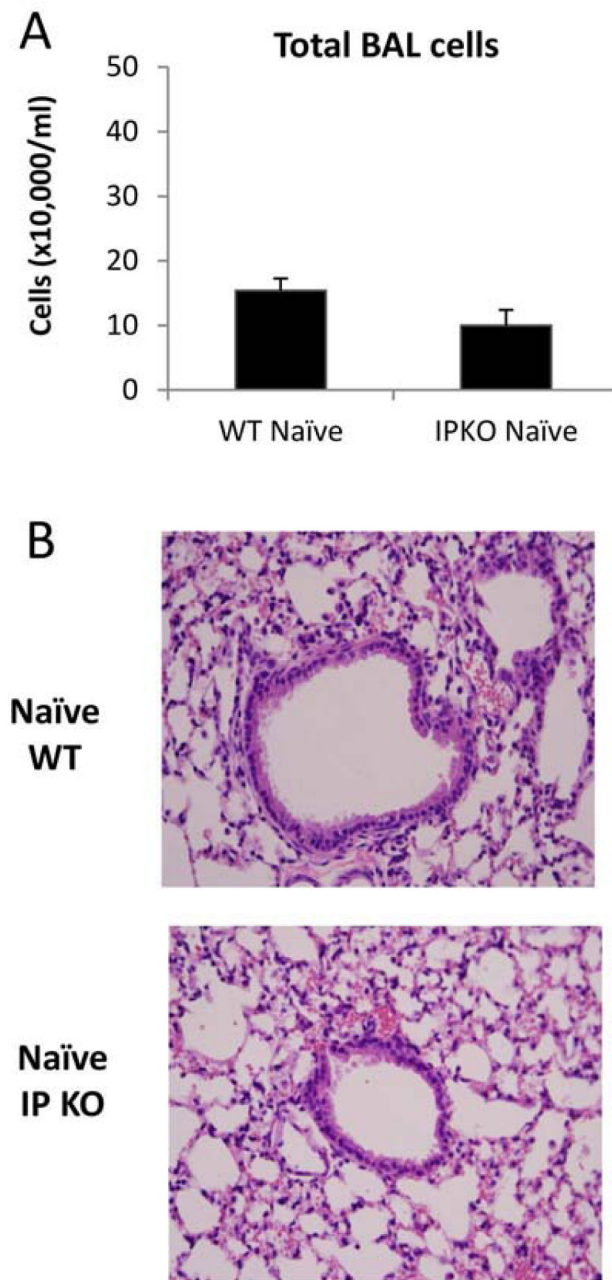 A
Total BAL cells
Cells (x10,000/ml)
50
40
30
20
10
0
WT Naïve
IPKO Naïve
B
Naïve
WT
Naïve
IP KO